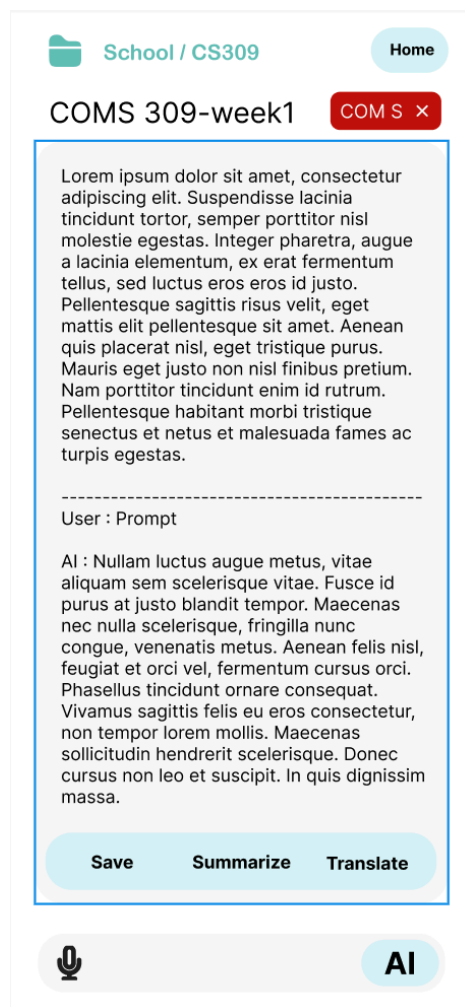 School / CS309
Home
COMS 309-week1
COM S ×
Lorem ipsum dolor sit amet, consectetur
adipiscing elit. Suspendisse lacinia
tincidunt tortor, semper porttitor nisl
molestie egestas. Integer pharetra, augue
a lacinia elementum, ex erat fermentum
tellus, sed luctus eros eros id justo.
Pellentesque sagittis risus velit, eget
mattis elit pellentesque sit amet. Aenean
quis placerat nisl, eget tristique purus.
Mauris eget justo non nisl finibus pretium.
Nam porttitor tincidunt enim id rutrum.
Pellentesque habitant morbi tristique
senectus et netus et malesuada fames ac
turpis egestas.
--------------------------------------------
User : Prompt
AI : Nullam luctus augue metus, vitae
aliquam sem scelerisque vitae. Fusce id
purus at justo blandit tempor. Maecenas
nec nulla scelerisque, fringilla nunc
congue, venenatis metus. Aenean felis nisl,
feugiat et orci vel, fermentum cursus orci.
Phasellus tincidunt ornare consequat.
Vivamus sagittis felis eu eros consectetur,
non tempor lorem mollis. Maecenas
sollicitudin hendrerit scelerisque. Donec
cursus non leo et suscipit. In quis dignissim
massa.
Save Summarize Translate
AI